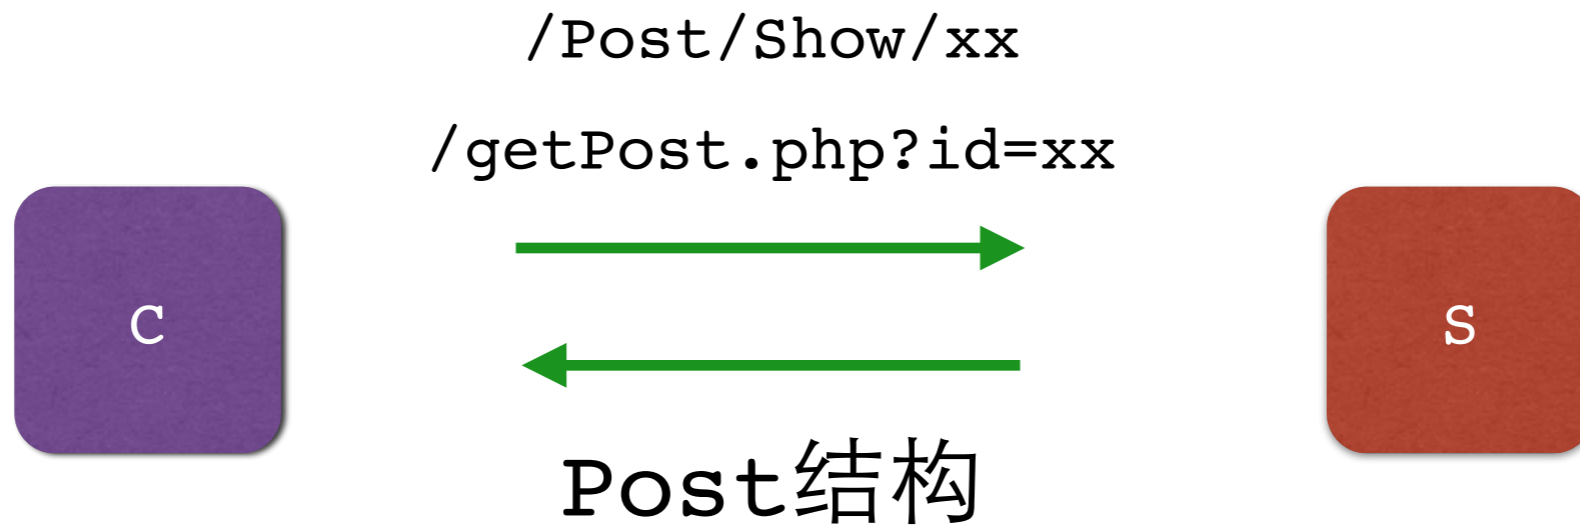 /Post/Show/xx
/getPost.php?id=xx
C
S
Post结构